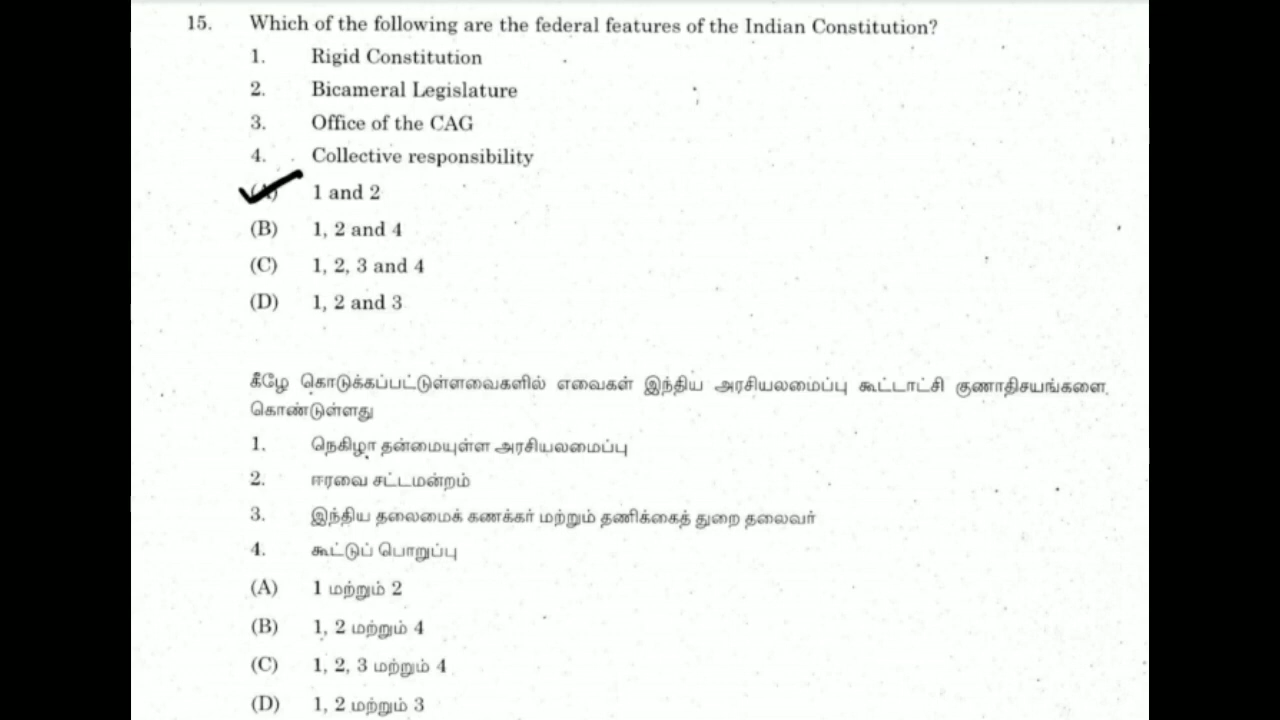 15. Which of the following are the federal features of the Indian Constitution?
1. Rigid Constitution
2. Bicameral Legislature
3. Office of the CAG
4. Collective responsibility
(A) 1 and 2
(B) 1, 2 and 4
(C) 1, 2, 3 and 4
(D) 1, 2 and 3
கீழே கொடுக்கப்பட்டுள்ளவைகளில் எவைகள் இந்திய அரசியலமைப்பு கூட்டாட்சி குணாதிசயங்களை
கொண்டுள்ளது
1. நெகிழா தன்மையுள்ள அரசியலமைப்பு
2. ஈரவை சட்டமன்றம்
3. இந்திய தலைமைக் கணக்கர் மற்றும் தணிக்கைத் துறை தலைவர்
4. கூட்டுப் பொறுப்பு
(A) 1 மற்றும் 2
(B) 1, 2 மற்றும் 4
(C) 1, 2, 3 மற்றும் 4
(D) 1, 2 மற்றும் 3